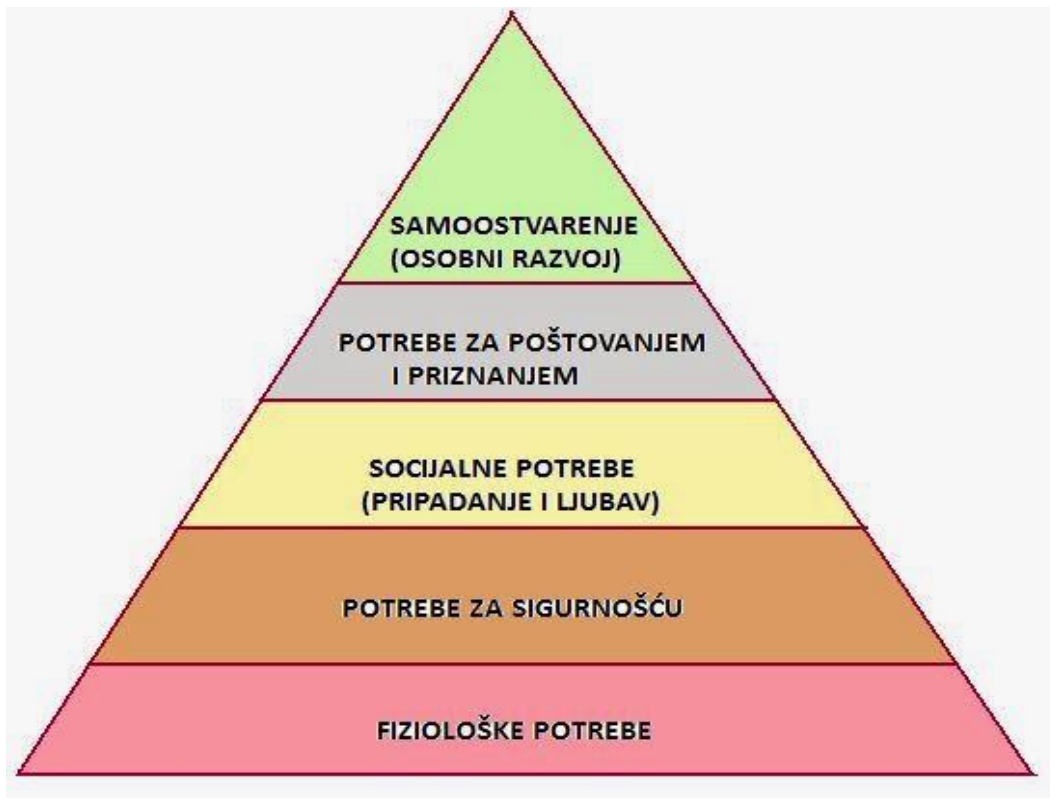 SAMOOSTVARENJE
(OSOBNI RAZVOJ)
POTREBE ZA POŠTOVANJEM
I PRIZNANJEM
SOCIJALNE POTREBE
(PRIPADANJE I LJUBAV)
POTREBE ZA SIGURNOŠĆU
FIZIOLOŠKE POTREBE